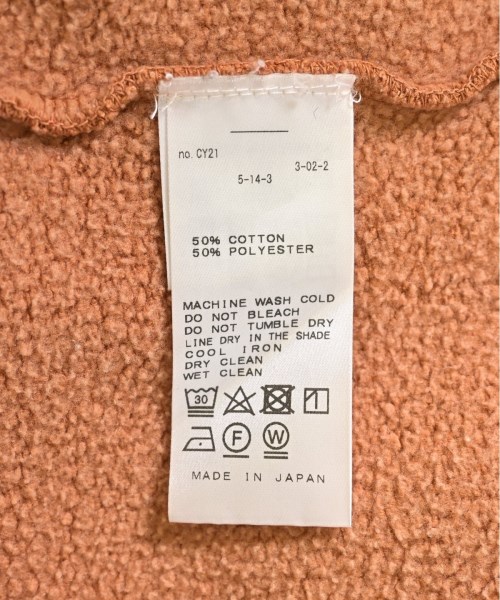 no. CY21
3-02-2
5-14-3
50% COTTON
50% POLYESTER
MACHINE WASH COLD
DO NOT BLEACH
DO NOT TUMBLE DRY
LINE DRY IN THE SHADE
COOL IRON
DRY CLEAN
WET CLEAN
30
F W
MADE IN JAPAN